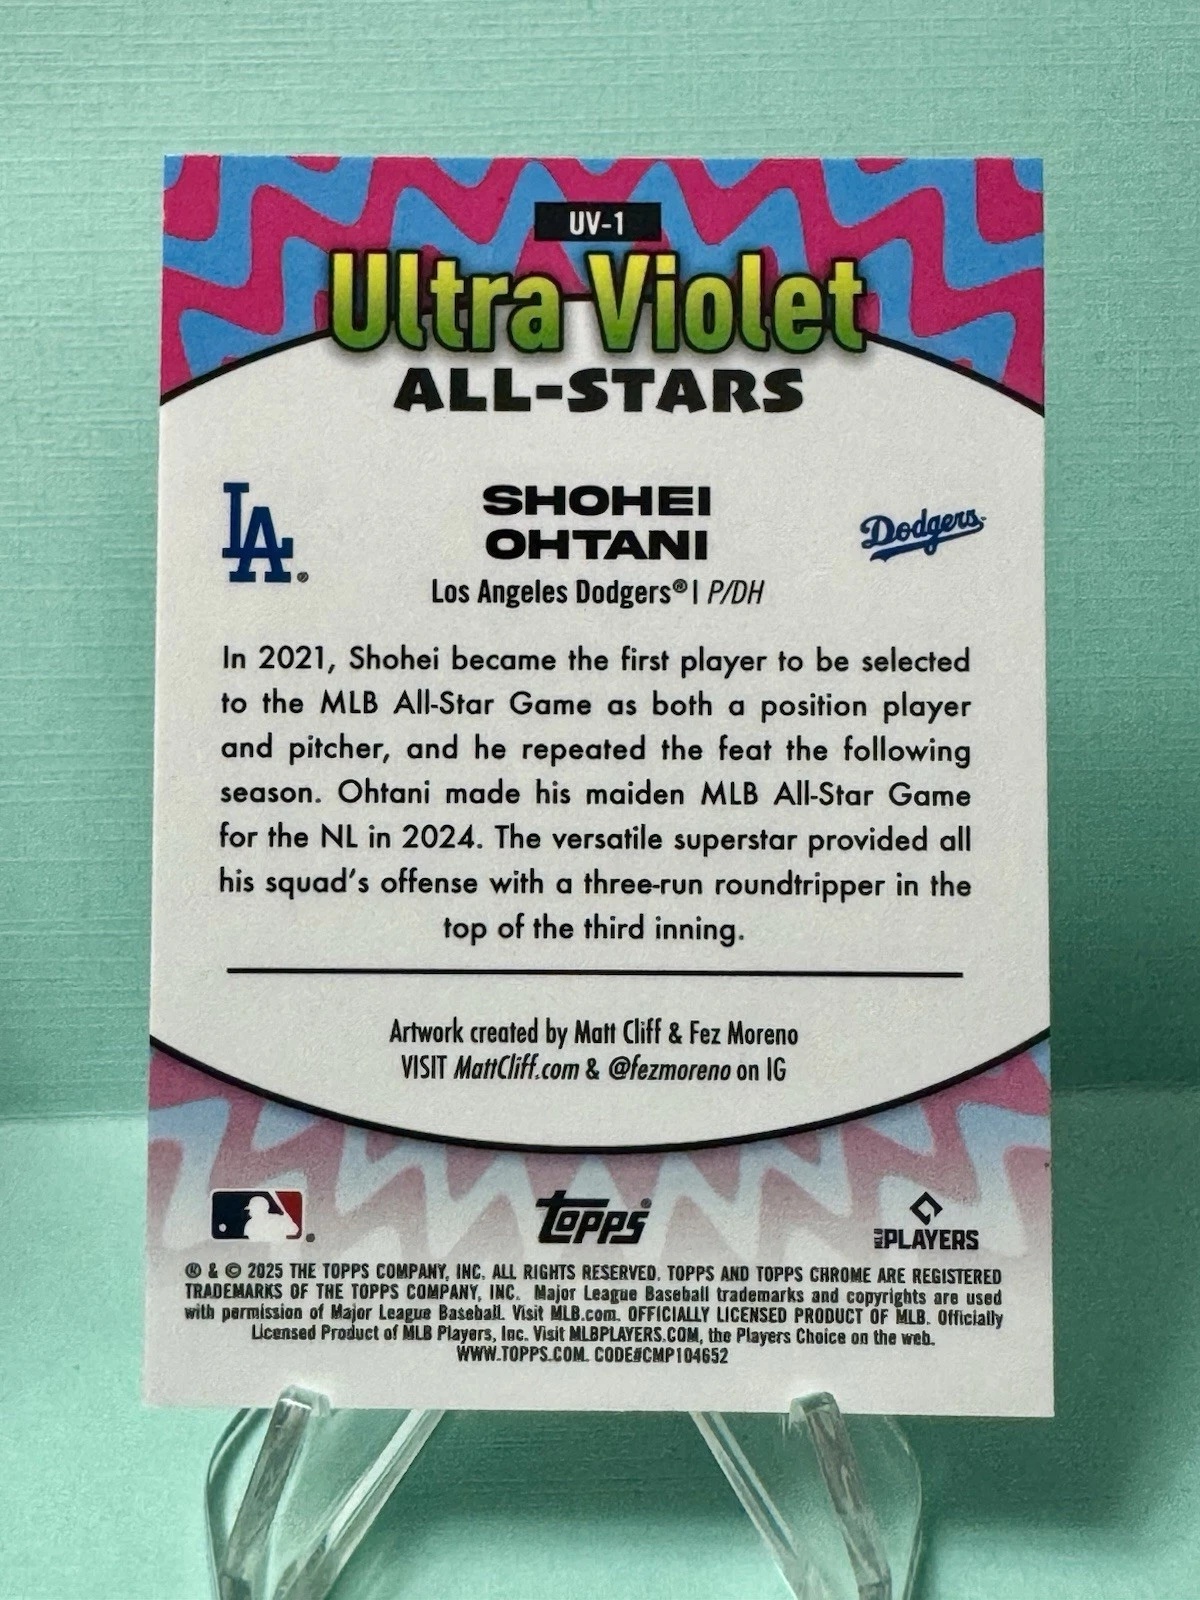 UV-1
Ultra Violet
ALL-STARS
LA®
SHOHEI
OHTANI
Dodgers
Los Angeles Dodgers® | P/DH
In 2021, Shohei became the first player to be selected
to the MLB All-Star Game as both a position player
and pitcher, and he repeated the feat the following
season. Ohtani made his maiden MLB All-Star Game
for the NL in 2024. The versatile superstar provided all
his squad's offense with a three-run roundtripper in the
top of the third inning.
Artwork created by Matt Cliff & Fez Moreno
VISIT MattCliff.com & @fezmoreno on IG
topps®
MLB PLAYERS
® & © 2025 THE TOPPS COMPANY, INC. ALL RIGHTS RESERVED. TOPPS AND TOPPS CHROME ARE REGISTERED
TRADEMARKS OF THE TOPPS COMPANY, INC. Major League Baseball trademarks and copyrights are used
with permission of Major League Baseball. Visit MLB.com. OFFICIALLY LICENSED PRODUCT OF MLB. Officially
Licensed Product of MLB Players, Inc. Visit MLBPLAYERS.COM, the Players Choice on the web.
WWW.TOPPS.COM. CODE#CMP104652